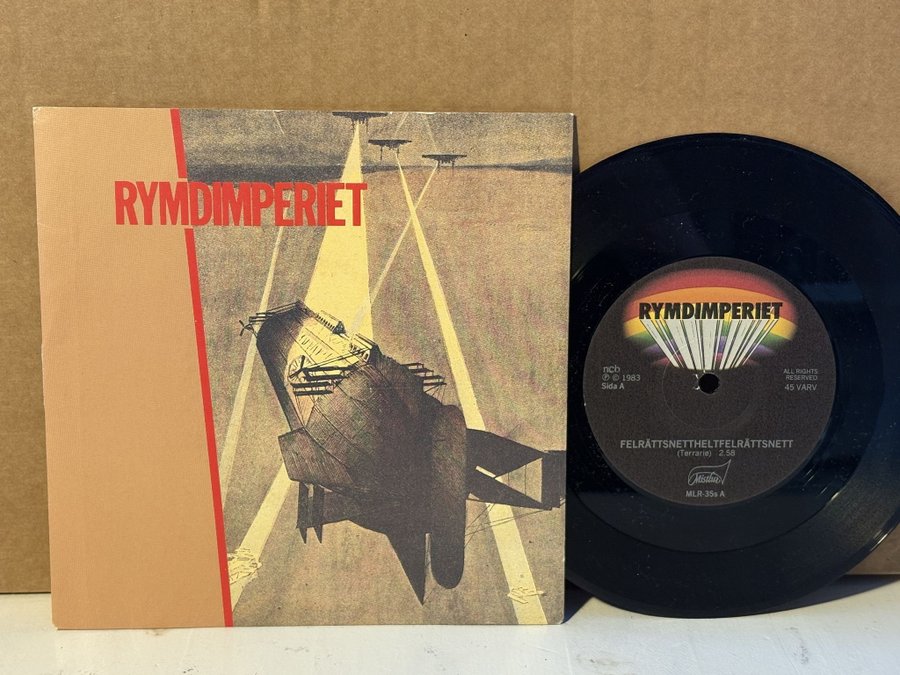 RYMDIMPERIET
RYMDIMPERIET
ncb
Ⓟ © 1983
Sida A
ALL RIGHTS
RESERVED
45 VARV
FELRÄTTSNETTHELTFELRÄTTSNETT
(Terrarie) 2.58
Mistlur
MLR-35s A